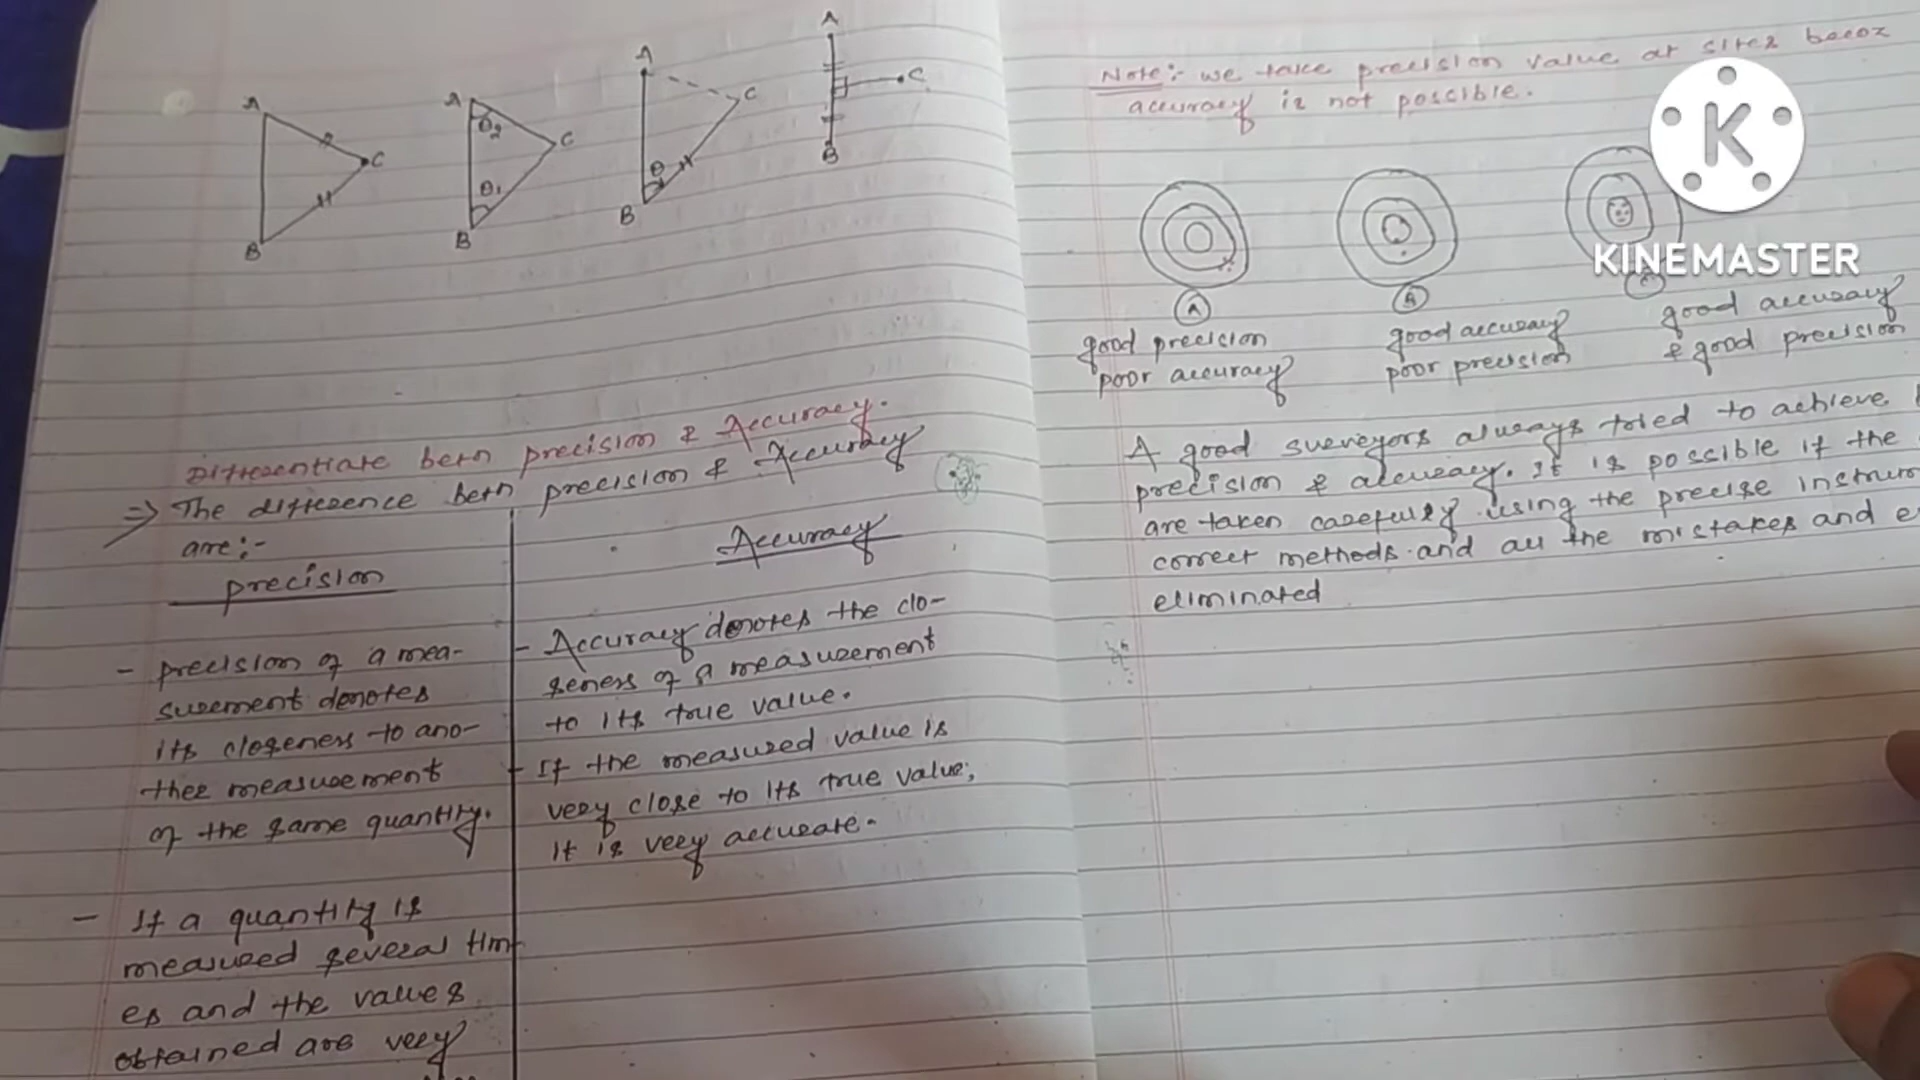 A
C
B
A
θ2
θ1
C
B
A
C
θ
B
A
C
B
Differentiate betn precision & Accuracy.
⇒ The difference betn precision & Accuracy
are:-
precision
- precision of a mea-
surement denotes
its closeness to ano-
ther measurement
of the same quantity.
- If a quantity is
measured several tim-
es and the values
obtained are very
Accuracy
- Accuracy denotes the clo-
seness of a measurement
to its true value.
- If the measured value is
very close to its true value,
it is very accurate.
Note:- we take precision value at sites becoz
accuracy is not possible.
K
KINEMASTER
A
good precision
poor accuracy
B
good accuracy
poor precision
C
good accuracy
& good precision
A good surveyors always tried to achieve
precision & accuracy. It is possible if the
are taken carefully using the precise instrum
correct methods and all the mistakes and
eliminated